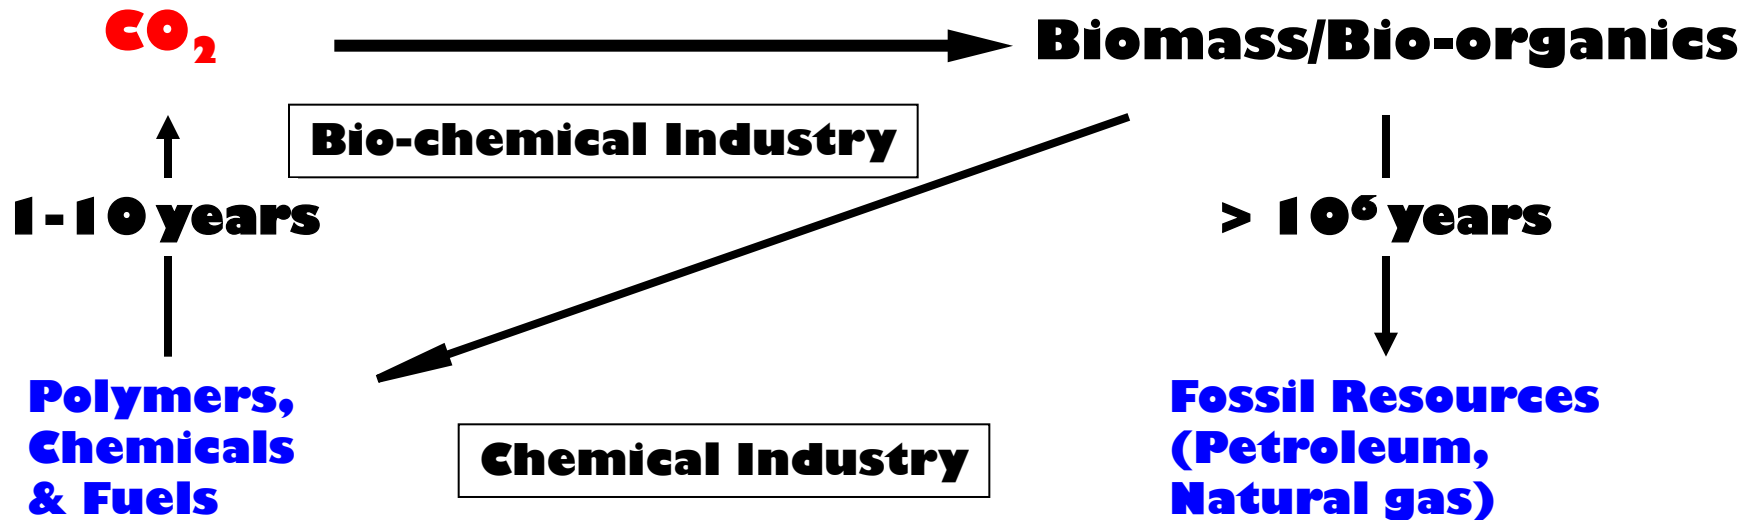 CO₂
Biomass/Bio-organics
Bio-chemical Industry
1-10 years
> 10⁶ years
Polymers,
Chemicals
& Fuels
Chemical Industry
Fossil Resources
(Petroleum,
Natural gas)